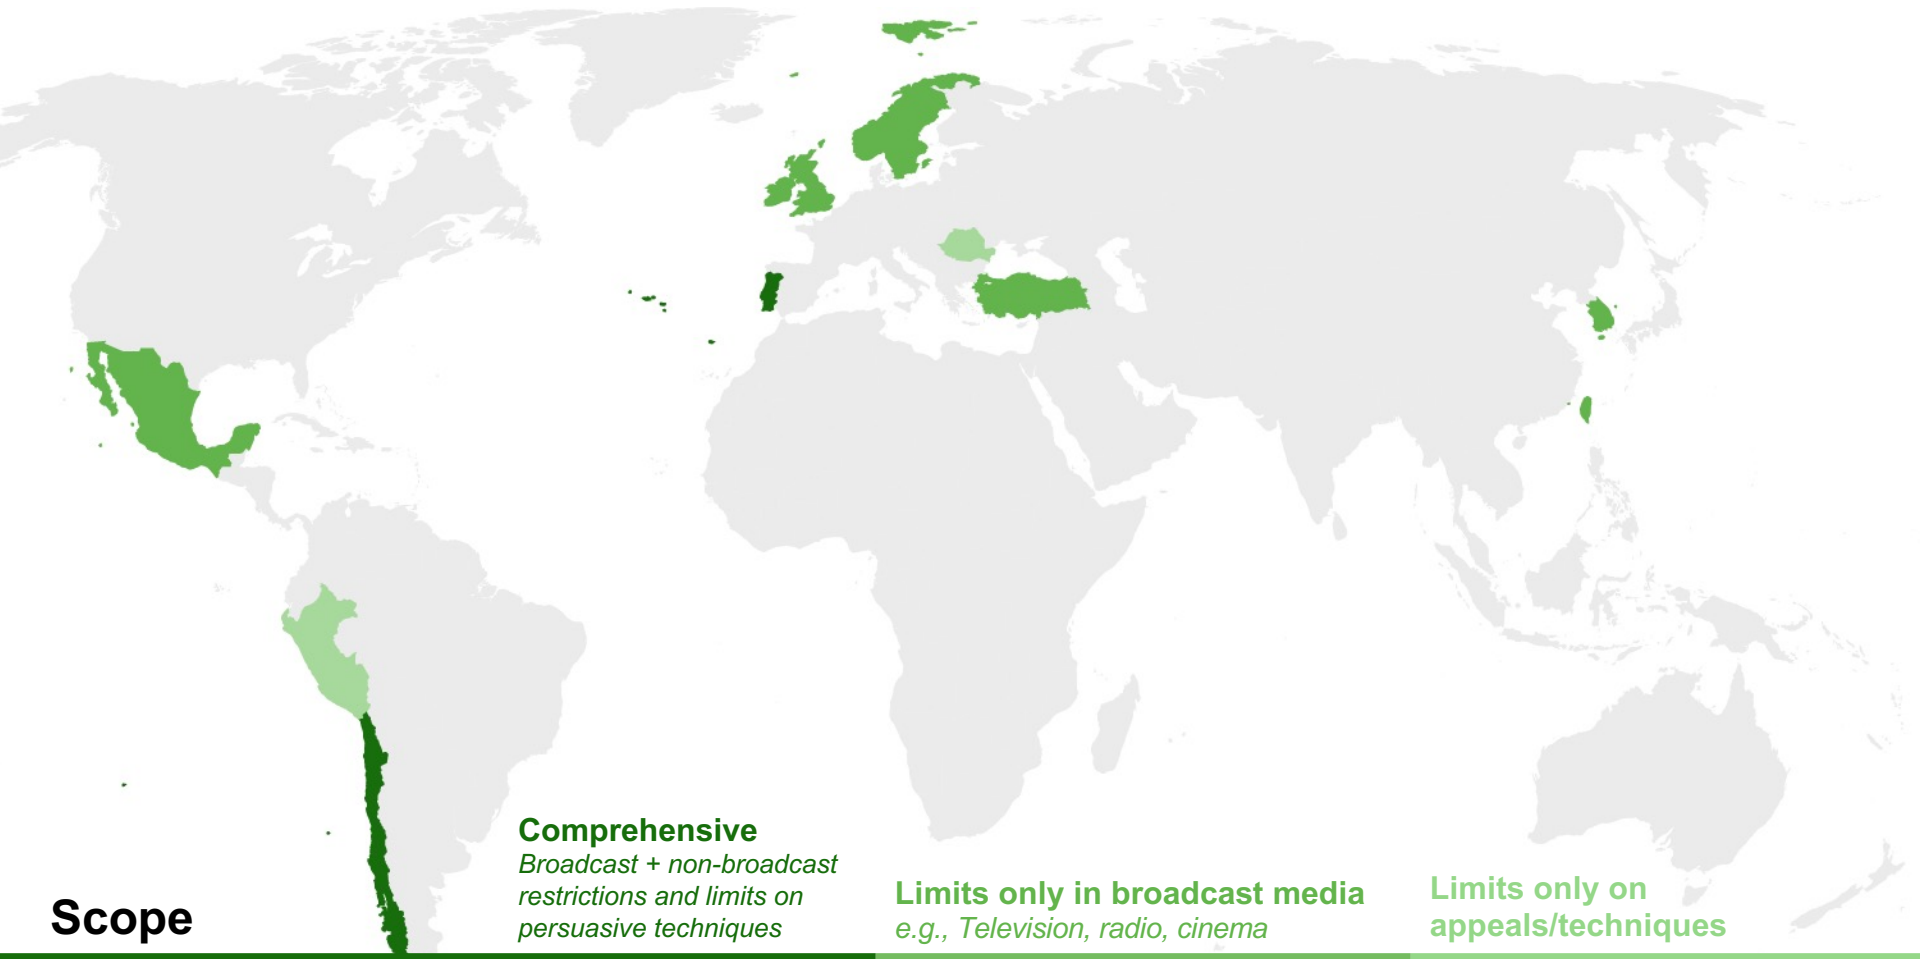 Scope
Comprehensive
Broadcast + non-broadcast
restrictions and limits on
persuasive techniques
Limits only in broadcast media
e.g., Television, radio, cinema
Limits only on
appeals/techniques